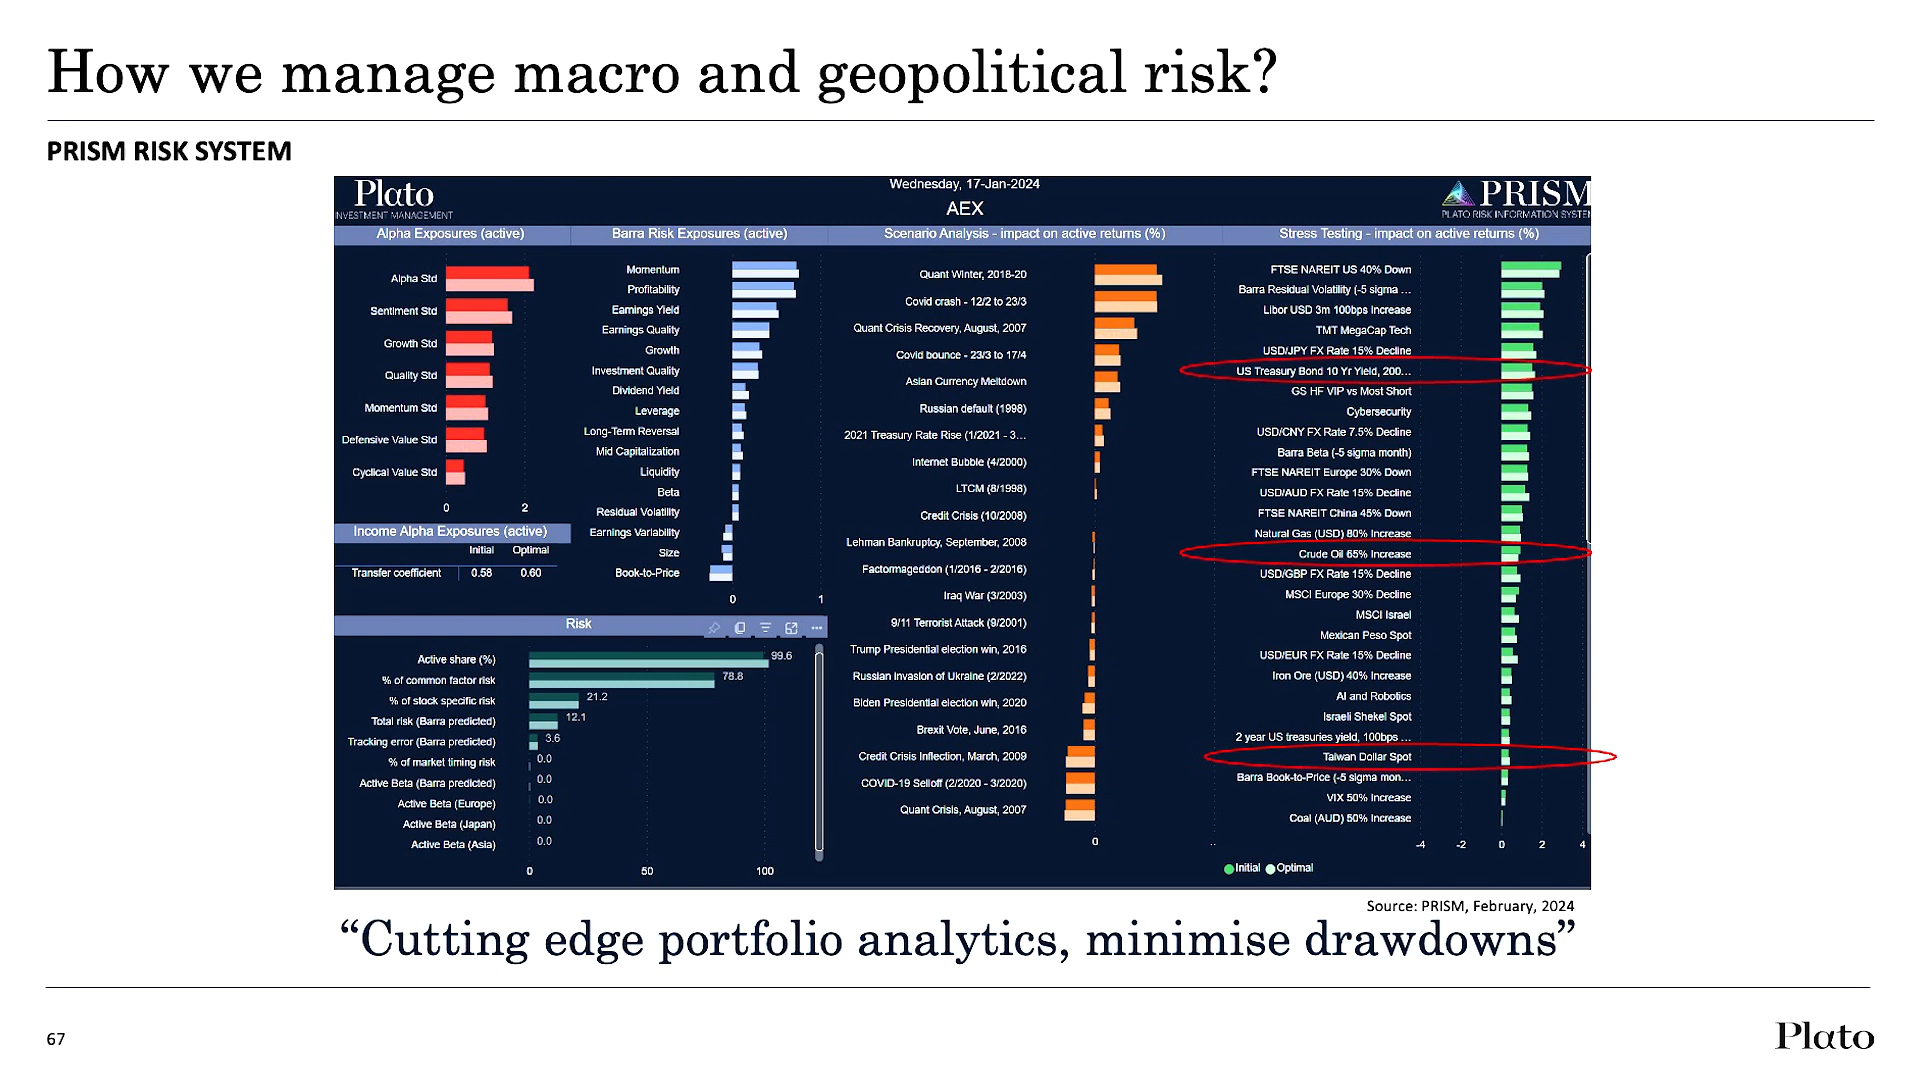 How we manage macro and geopolitical risk?
PRISM RISK SYSTEM
Plato
INVESTMENT MANAGEMENT
Wednesday, 17-Jan-2024
AEX
PRISM
PLATO RISK INFORMATION SYSTEM
Alpha Exposures (active)
Alpha Std
Sentiment Std
Growth Std
Quality Std
Momentum Std
Defensive Value Std
Cyclical Value Std
0 2
Income Alpha Exposures (active)
Initial Optimal
Transfer coefficient 0.58 0.60
Barra Risk Exposures (active)
Momentum
Profitability
Earnings Yield
Earnings Quality
Growth
Investment Quality
Dividend Yield
Leverage
Long-Term Reversal
Mid Capitalization
Liquidity
Beta
Residual Volatility
Earnings Variability
Size
Book-to-Price
0 1
Risk
Active share (%) 99.6
% of common factor risk 78.8
% of stock specific risk 21.2
Total risk (Barra predicted) 12.1
Tracking error (Barra predicted) 3.6
% of market timing risk 0.0
Active Beta (Barra predicted) 0.0
Active Beta (Europe) 0.0
Active Beta (Japan) 0.0
Active Beta (Asia) 0.0
0 50 100
Scenario Analysis - impact on active returns (%)
Quant Winter, 2018-20
Covid crash - 12/2 to 23/3
Quant Crisis Recovery, August, 2007
Covid bounce - 23/3 to 17/4
Asian Currency Meltdown
Russian default (1998)
2021 Treasury Rate Rise (1/2021 - 3...
Internet Bubble (4/2000)
LTCM (8/1998)
Credit Crisis (10/2008)
Lehman Bankruptcy, September, 2008
Factormageddon (1/2016 - 2/2016)
Iraq War (3/2003)
9/11 Terrorist Attack (9/2001)
Trump Presidential election win, 2016
Russian Invasion of Ukraine (2/2022)
Biden Presidential election win, 2020
Brexit Vote, June, 2016
Credit Crisis Inflection, March, 2009
COVID-19 Selloff (2/2020 - 3/2020)
Quant Crisis, August, 2007
0 ..
Stress Testing - impact on active returns (%)
FTSE NAREIT US 40% Down
Barra Residual Volatility (-5 sigma ...
Libor USD 3m 100bps Increase
TMT MegaCap Tech
USD/JPY FX Rate 15% Decline
US Treasury Bond 10 Yr Yield, 200...
GS HF VIP vs Most Short
Cybersecurity
USD/CNY FX Rate 7.5% Decline
Barra Beta (-5 sigma month)
FTSE NAREIT Europe 30% Down
USD/AUD FX Rate 15% Decline
FTSE NAREIT China 45% Down
Natural Gas (USD) 80% Increase
Crude Oil 65% Increase
USD/GBP FX Rate 15% Decline
MSCI Europe 30% Decline
MSCI Israel
Mexican Peso Spot
USD/EUR FX Rate 15% Decline
Iron Ore (USD) 40% Increase
AI and Robotics
Israeli Shekel Spot
2 year US treasuries yield, 100bps ...
Taiwan Dollar Spot
Barra Book-to-Price (-5 sigma mon...
VIX 50% Increase
Coal (AUD) 50% Increase
-4 -2 0 2 4
Initial Optimal
Source: PRISM, February, 2024
“Cutting edge portfolio analytics, minimise drawdowns”
67
Plato